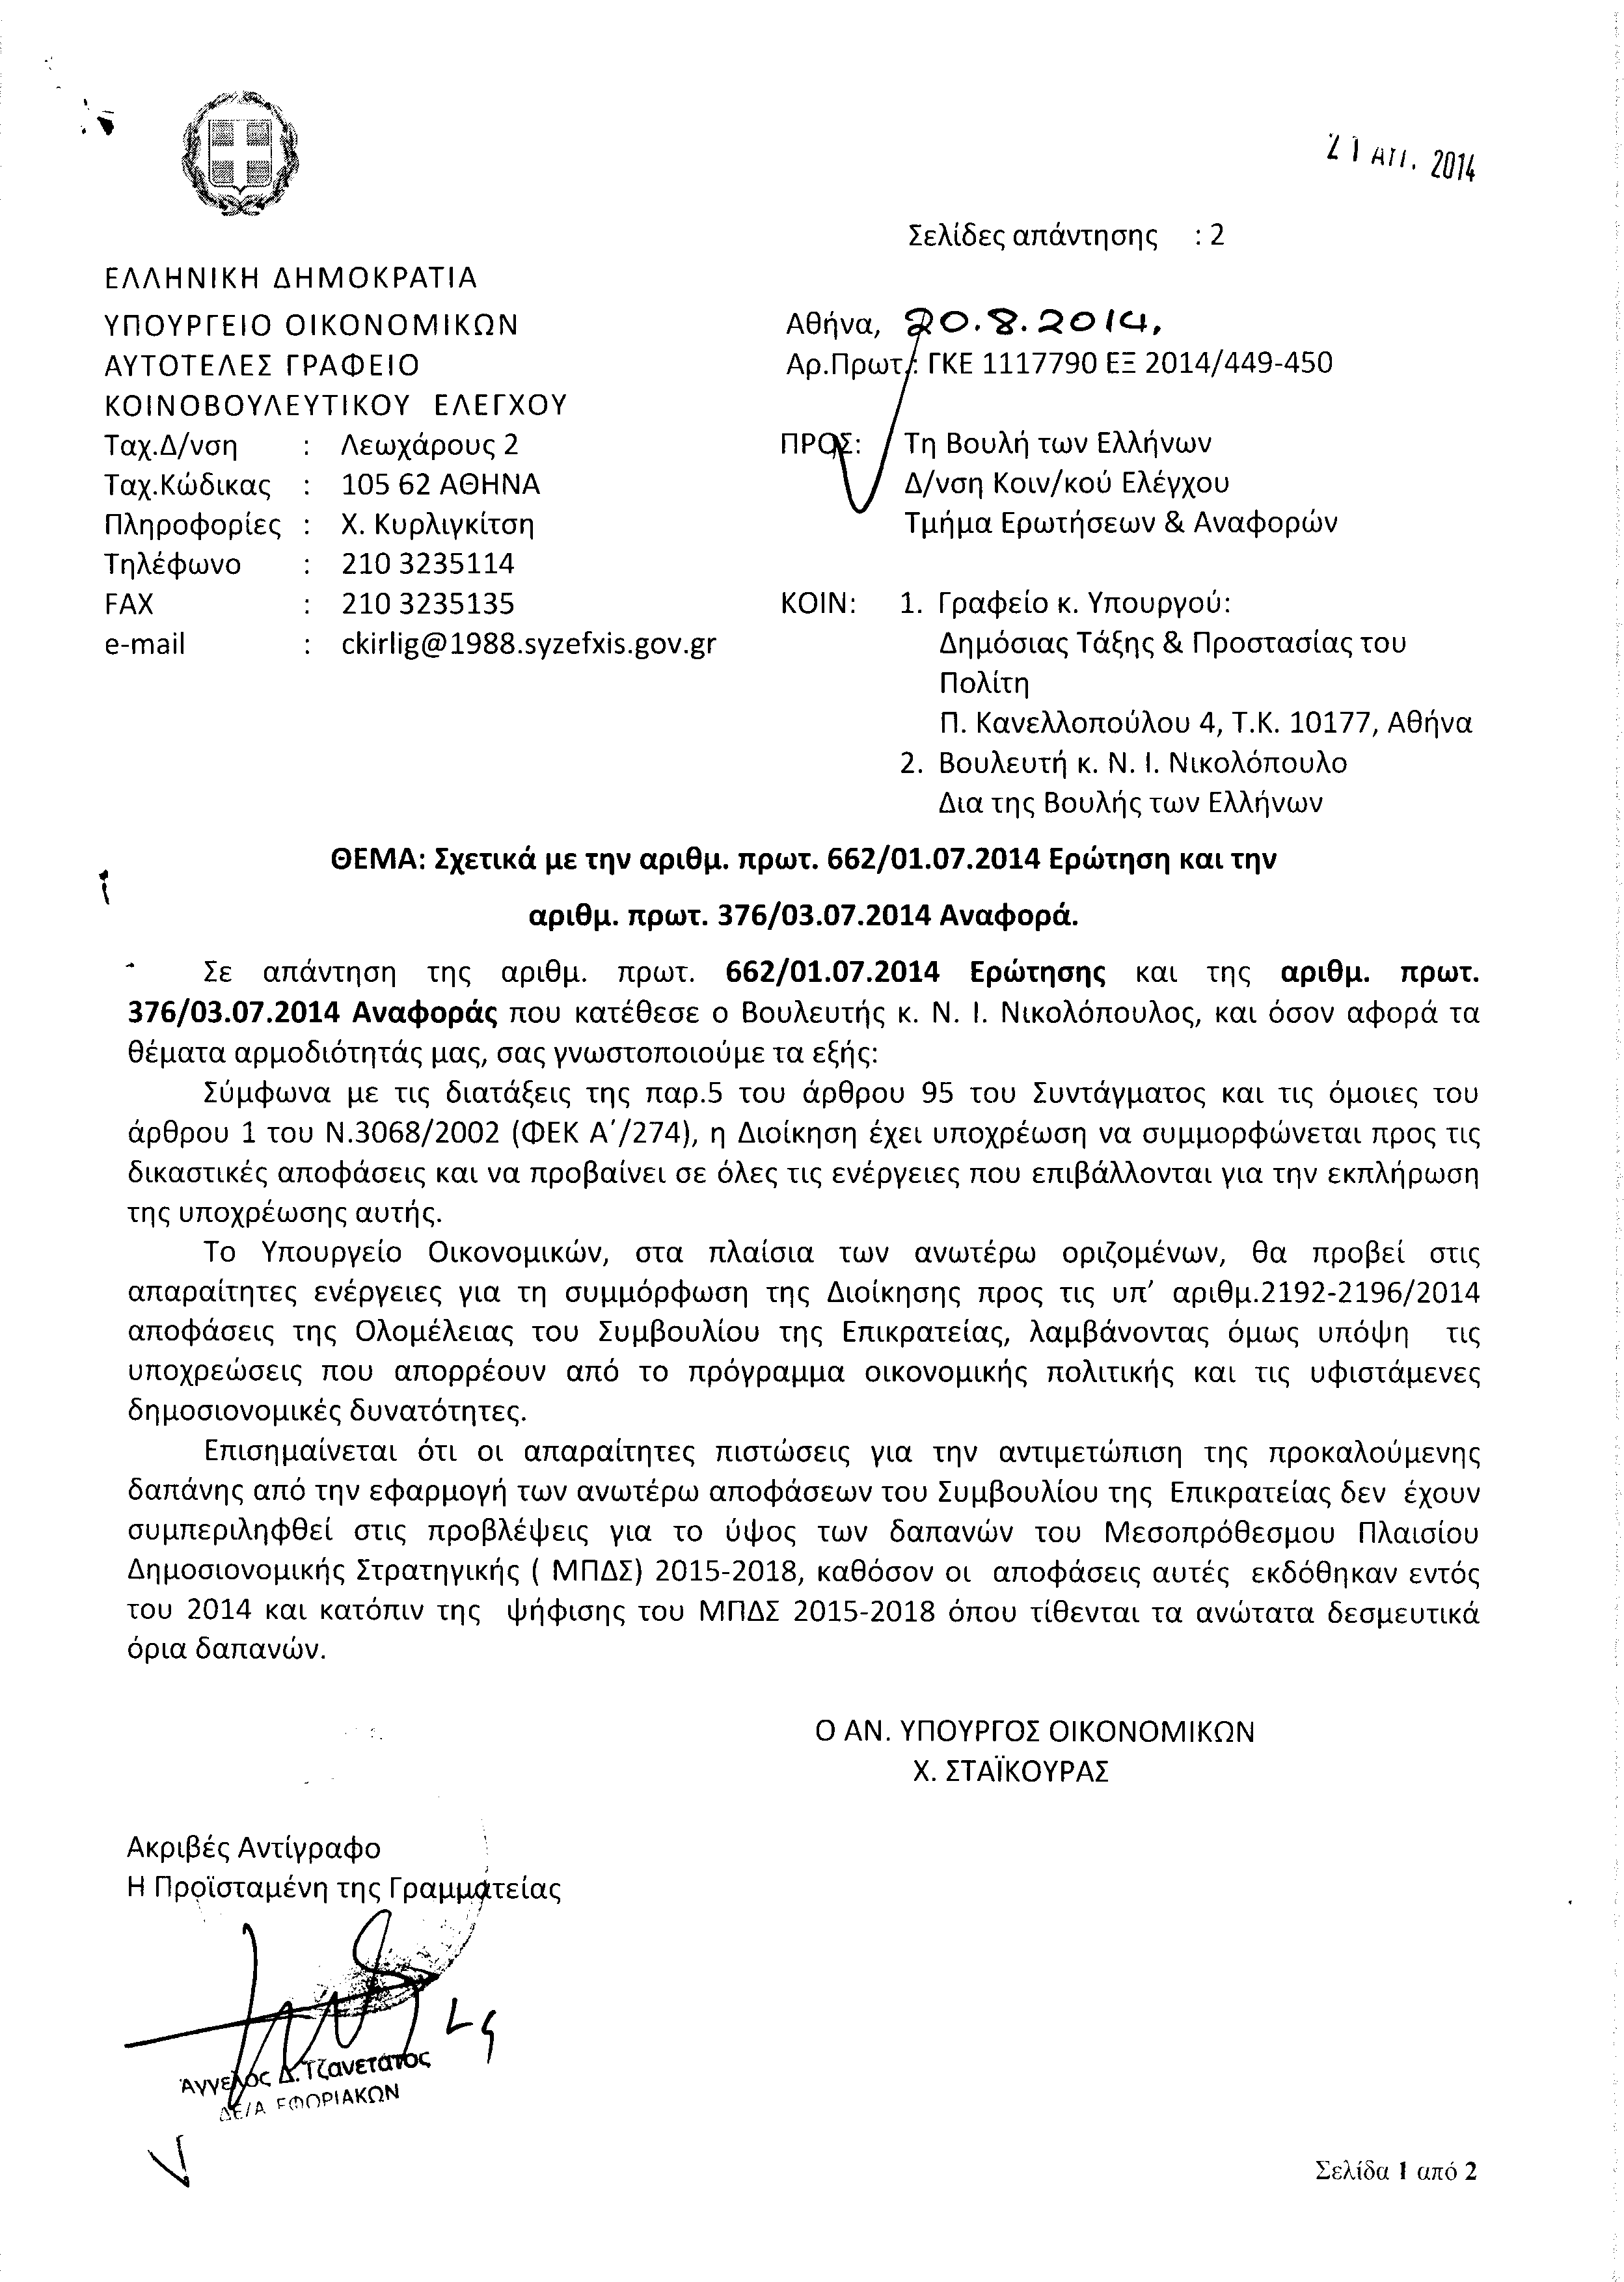 21 ΑΥΓ. 2014
Σελίδες απάντησης : 2
ΕΛΛΗΝΙΚΗ ΔΗΜΟΚΡΑΤΙΑ
ΥΠΟΥΡΓΕΙΟ ΟΙΚΟΝΟΜΙΚΩΝ
ΑΥΤΟΤΕΛΕΣ ΓΡΑΦΕΙΟ
ΚΟΙΝΟΒΟΥΛΕΥΤΙΚΟΥ ΕΛΕΓΧΟΥ
Ταχ.Δ/νση : Λεωχάρους 2
Ταχ.Κώδικας : 105 62 ΑΘΗΝΑ
Πληροφορίες : Χ. Κυρλιγκίτση
Τηλέφωνο : 210 3235114
FAX : 210 3235135
e-mail : ckirlig@1988.syzefxis.gov.gr
Αθήνα, 20.8.2014,
Αρ.Πρωτ.: ΓΚΕ 1117790 ΕΞ 2014/449-450
ΠΡΟΣ: Τη Βουλή των Ελλήνων
Δ/νση Κοιν/κού Ελέγχου
Τμήμα Ερωτήσεων & Αναφορών
ΚΟΙΝ: 1. Γραφείο κ. Υπουργού:
Δημόσιας Τάξης & Προστασίας του
Πολίτη
Π. Κανελλοπούλου 4, Τ.Κ. 10177, Αθήνα
2. Βουλευτή κ. Ν. Ι. Νικολόπουλο
Δια της Βουλής των Ελλήνων
ΘΕΜΑ: Σχετικά με την αριθμ. πρωτ. 662/01.07.2014 Ερώτηση και την
αριθμ. πρωτ. 376/03.07.2014 Αναφορά.
Σε απάντηση της αριθμ. πρωτ. 662/01.07.2014 Ερώτησης και της αριθμ. πρωτ.
376/03.07.2014 Αναφοράς που κατέθεσε ο Βουλευτής κ. Ν. Ι. Νικολόπουλος, και όσον αφορά τα
θέματα αρμοδιότητάς μας, σας γνωστοποιούμε τα εξής:
Σύμφωνα με τις διατάξεις της παρ.5 του άρθρου 95 του Συντάγματος και τις όμοιες του
άρθρου 1 του Ν.3068/2002 (ΦΕΚ Α΄/274), η Διοίκηση έχει υποχρέωση να συμμορφώνεται προς τις
δικαστικές αποφάσεις και να προβαίνει σε όλες τις ενέργειες που επιβάλλονται για την εκπλήρωση
της υποχρέωσης αυτής.
Το Υπουργείο Οικονομικών, στα πλαίσια των ανωτέρω οριζομένων, θα προβεί στις
απαραίτητες ενέργειες για τη συμμόρφωση της Διοίκησης προς τις υπ’ αριθμ.2192-2196/2014
αποφάσεις της Ολομέλειας του Συμβουλίου της Επικρατείας, λαμβάνοντας όμως υπόψη τις
υποχρεώσεις που απορρέουν από το πρόγραμμα οικονομικής πολιτικής και τις υφιστάμενες
δημοσιονομικές δυνατότητες.
Επισημαίνεται ότι οι απαραίτητες πιστώσεις για την αντιμετώπιση της προκαλούμενης
δαπάνης από την εφαρμογή των ανωτέρω αποφάσεων του Συμβουλίου της Επικρατείας δεν έχουν
συμπεριληφθεί στις προβλέψεις για το ύψος των δαπανών του Μεσοπρόθεσμου Πλαισίου
Δημοσιονομικής Στρατηγικής ( ΜΠΔΣ) 2015-2018, καθόσον οι αποφάσεις αυτές εκδόθηκαν εντός
του 2014 και κατόπιν της ψήφισης του ΜΠΔΣ 2015-2018 όπου τίθενται τα ανώτατα δεσμευτικά
όρια δαπανών.
Ο ΑΝ. ΥΠΟΥΡΓΟΣ ΟΙΚΟΝΟΜΙΚΩΝ
Χ. ΣΤΑΪΚΟΥΡΑΣ
Ακριβές Αντίγραφο
Η Προϊσταμένη της Γραμματείας
Άγγελος Δ. Τζανετάτος
ΔΕ/Α ΕΦΟΡΙΑΚΩΝ
Σελίδα 1 από 2